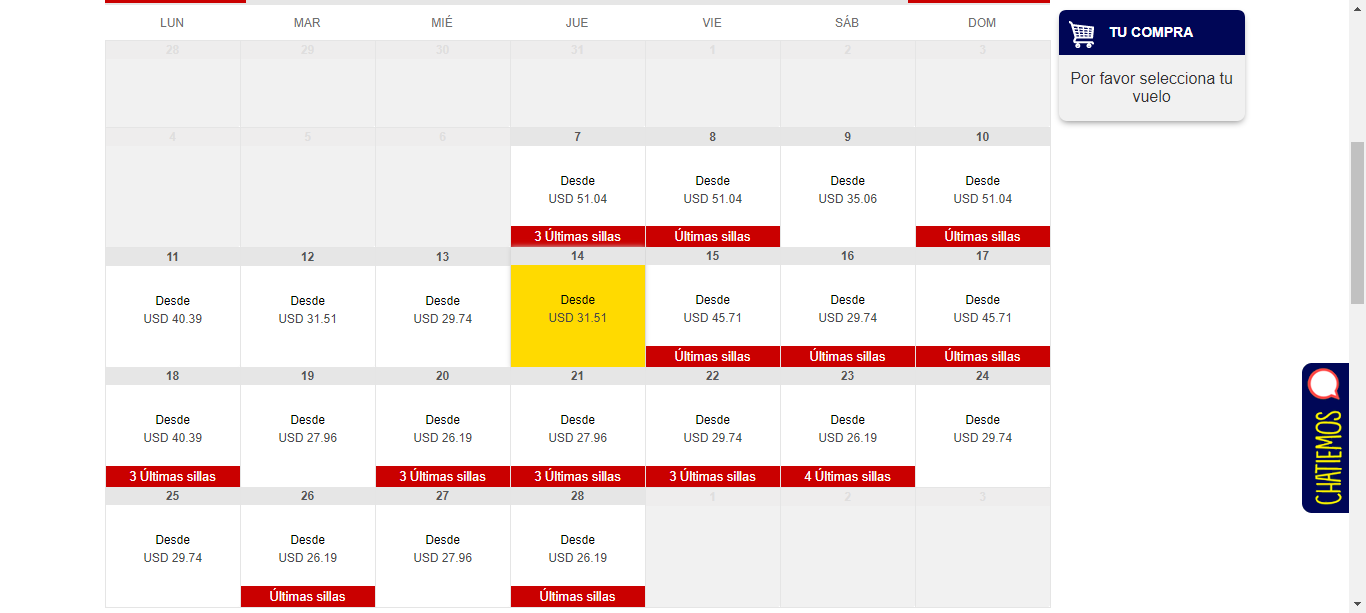 LUN MAR MIÉ JUE VIE SÁB DOM
TU COMPRA
Por favor selecciona tu
vuelo
28 29 30 31 1 2 3
4 5 6 7 8 9 10
Desde Desde Desde Desde
USD 51.04 USD 51.04 USD 35.06 USD 51.04
3 Últimas sillas Últimas sillas Últimas sillas
11 12 13 14 15 16 17
Desde Desde Desde Desde Desde Desde Desde
USD 40.39 USD 31.51 USD 29.74 USD 31.51 USD 45.71 USD 29.74 USD 45.71
Últimas sillas Últimas sillas Últimas sillas
18 19 20 21 22 23 24
Desde Desde Desde Desde Desde Desde Desde
USD 40.39 USD 27.96 USD 26.19 USD 27.96 USD 29.74 USD 26.19 USD 29.74
3 Últimas sillas 3 Últimas sillas 3 Últimas sillas 3 Últimas sillas 4 Últimas sillas
25 26 27 28 1 2 3
Desde Desde Desde Desde
USD 29.74 USD 26.19 USD 27.96 USD 26.19
Últimas sillas Últimas sillas
CHATIEMOS